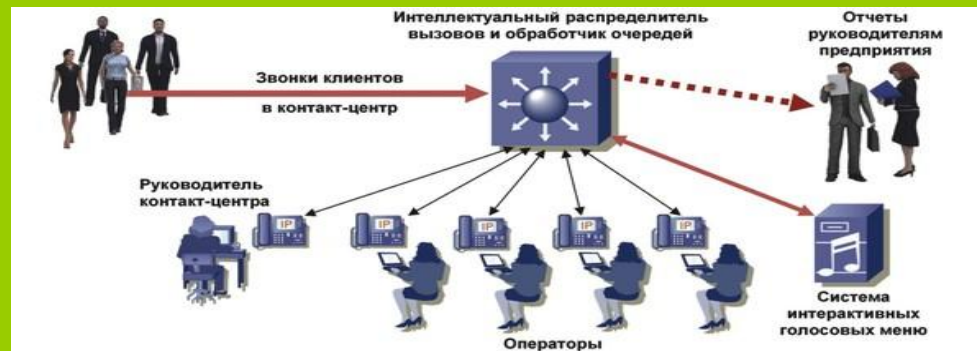 Интеллектуальный распределитель
вызовов и обработчик очередей
Отчеты
руководителям
предприятия
Звонки клиентов
в контакт-центр
Руководитель
контакт-центра
IP
IP
IP
IP
IP
Система
интерактивных
голосовых меню
Операторы